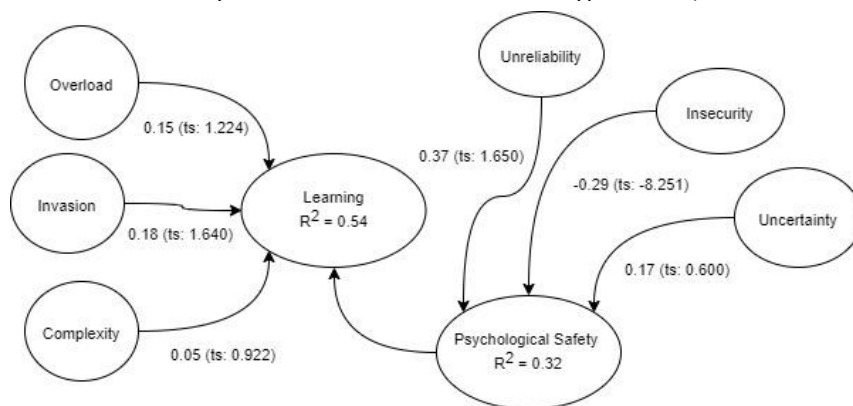 Overload
0.15 (ts: 1.224)
Invasion
0.18 (ts: 1.640)
Complexity
0.05 (ts: 0.922)
Learning
R² = 0.54
Unreliability
0.37 (ts: 1.650)
Insecurity
-0.29 (ts: -8.251)
Uncertainty
0.17 (ts: 0.600)
Psychological Safety
R² = 0.32